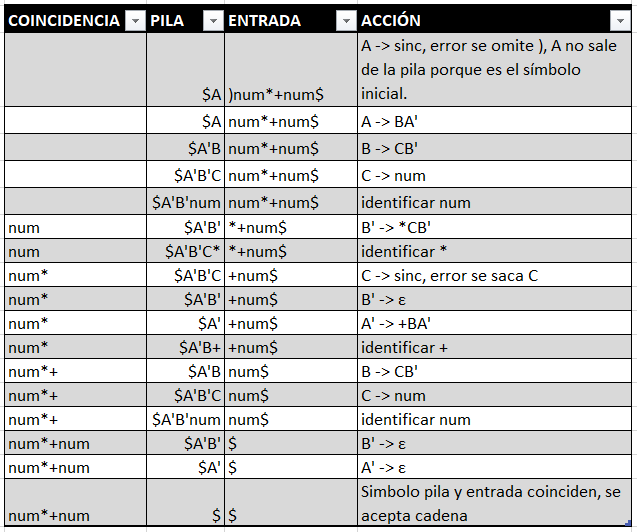 COINCIDENCIA PILA ENTRADA ACCIÓN
A -> sinc, error se omite ), A no sale
de la pila porque es el símbolo
$A )num*+num$ inicial.
$A num*+num$ A -> BA'
$A'B num*+num$ B -> CB'
$A'B'C num*+num$ C -> num
$A'B'num num*+num$ identificar num
num $A'B' *+num$ B' -> *CB'
num $A'B'C* *+num$ identificar *
num* $A'B'C +num$ C -> sinc, error se saca C
num* $A'B' +num$ B' -> ε
num* $A' +num$ A' -> +BA'
num* $A'B+ +num$ identificar +
num*+ $A'B num$ B -> CB'
num*+ $A'B'C num$ C -> num
num*+ $A'B'num num$ identificar num
num*+num $A'B' $ B' -> ε
num*+num $A' $ A' -> ε
Simbolo pila y entrada coinciden, se
num*+num $ $ acepta cadena